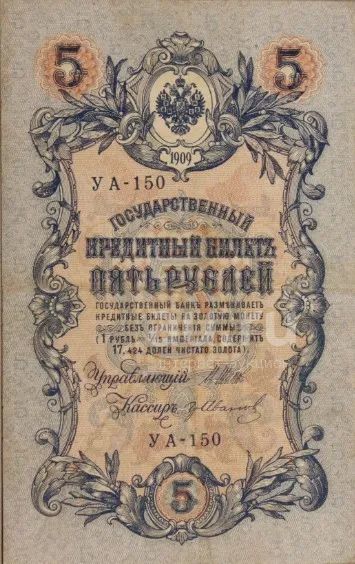 5 5
1909
УА-150
ГОСУДАРСТВЕННЫЙ
КРЕДИТНЫЙ БИЛЕТЪ
ПЯТЬ РУБЛЕЙ
ГОСУДАРСТВЕННЫЙ БАНКЪ РАЗМѢНИВАЕТЪ
КРЕДИТНЫЕ БИЛЕТЫ НА ЗОЛОТУЮ МОНЕТУ
БЕЗЪ ОГРАНИЧЕНІЯ СУММЫ
(1 РУБЛЬ = 1/15 ИМПЕРІАЛА, СОДЕРЖИТЪ
17,424 ДОЛЕЙ ЧИСТАГО ЗОЛОТА).
Управляющій
Кассиръ
УА-150
5